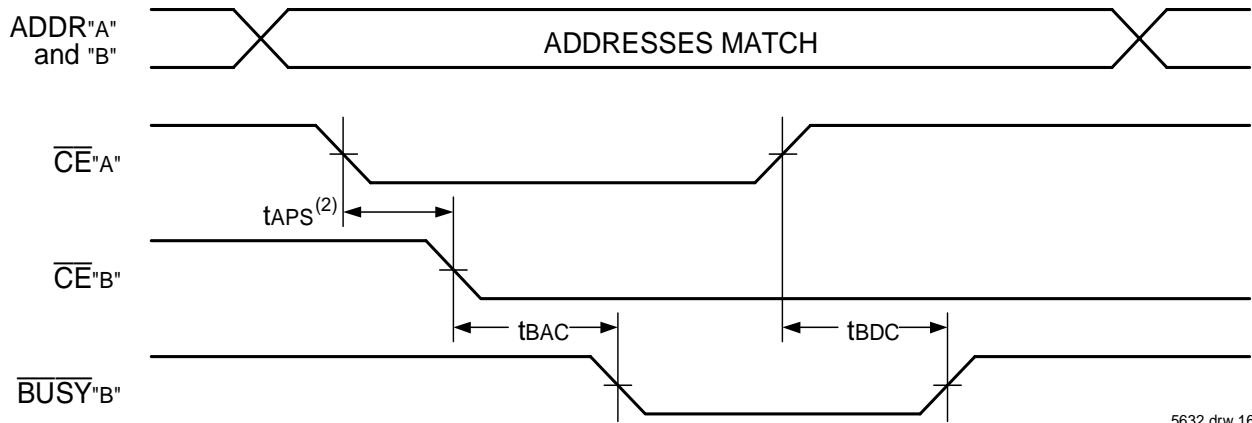 ADDR"A"
and "B"
ADDRESSES MATCH
CE"A"
tAPS(2)
CE"B"
tBAC
tBDC
BUSY"B"
5632 drw 16